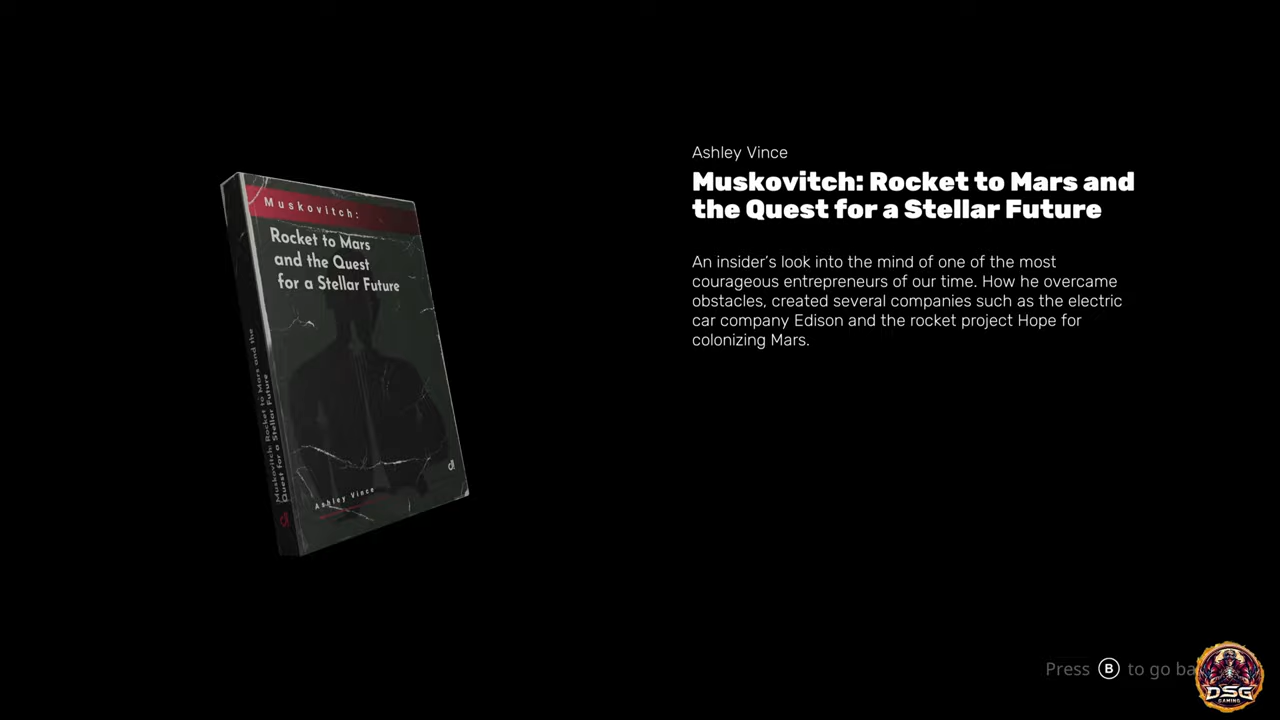 Ashley Vince
Muskovitch: Rocket to Mars and
the Quest for a Stellar Future
An insider's look into the mind of one of the most
courageous entrepreneurs of our time. How he overcame
obstacles, created several companies such as the electric
car company Edison and the rocket project Hope for
colonizing Mars.
Muskovitch:
Rocket to Mars
and the Quest
for a Stellar Future
Ashley Vince
Muskovitch: Rocket to Mars and the
Quest for a Stellar Future
Press B to go ba
DSG
GAMING